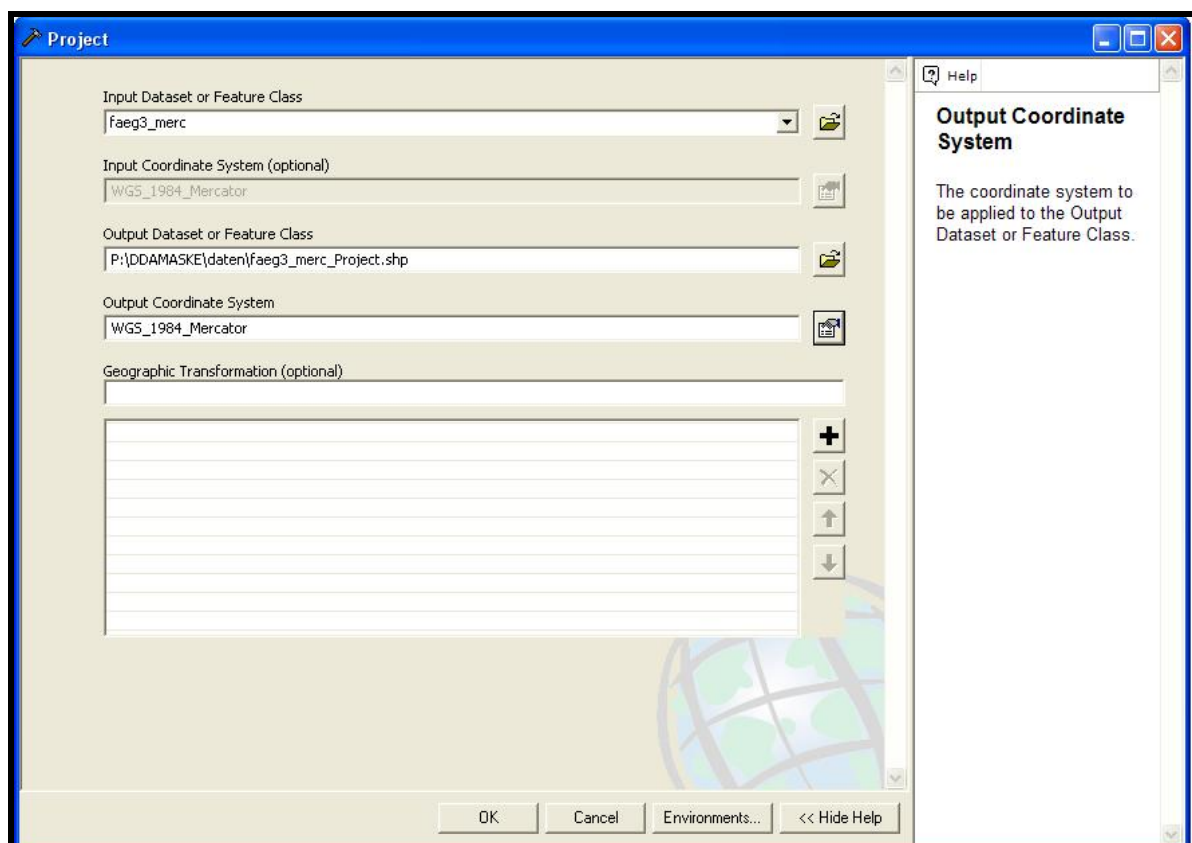 Project
Input Dataset or Feature Class
faeg3_merc
Input Coordinate System (optional)
WGS_1984_Mercator
Output Dataset or Feature Class
P:\DDAMASKE\daten\faeg3_merc_Project.shp
Output Coordinate System
WGS_1984_Mercator
Geographic Transformation (optional)
OK
Cancel
Environments...
<< Hide Help
Help
Output Coordinate
System
The coordinate system to
be applied to the Output
Dataset or Feature Class.